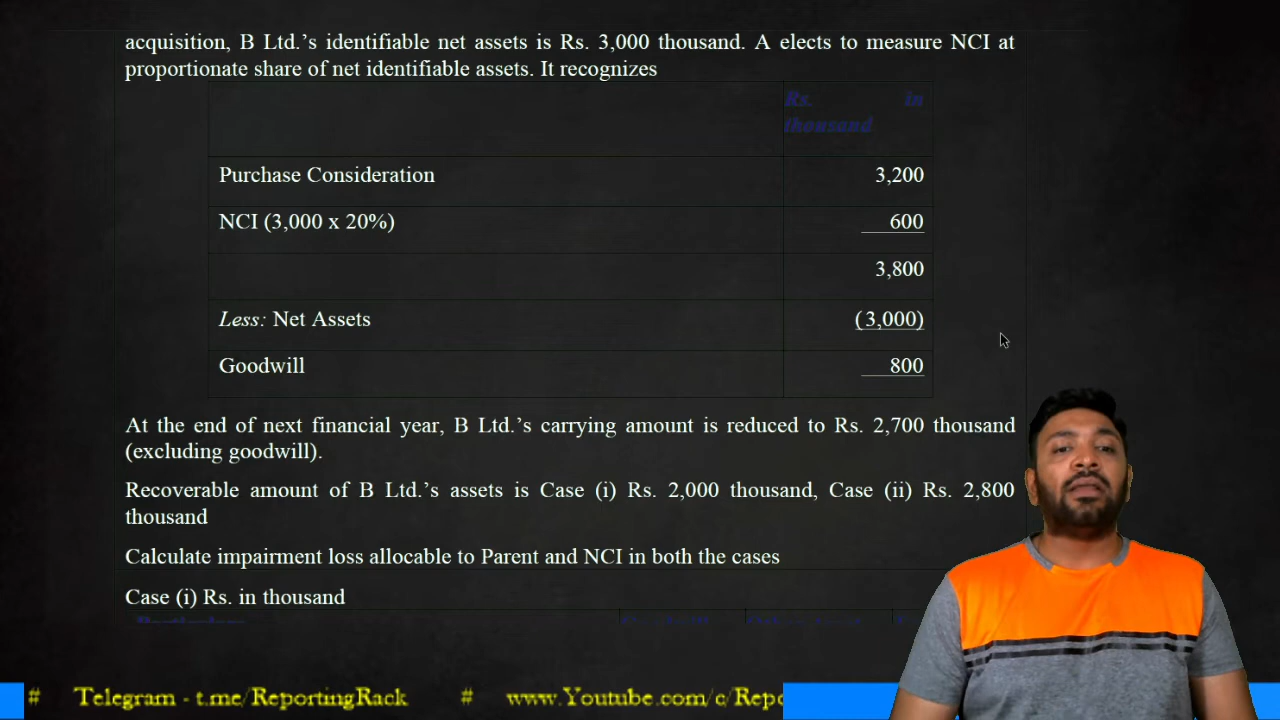 acquisition, B Ltd.'s identifiable net assets is Rs. 3,000 thousand. A elects to measure NCI at
proportionate share of net identifiable assets. It recognizes
Rs. in
thousand
Purchase Consideration 3,200
NCI (3,000 x 20%) 600
3,800
Less: Net Assets (3,000)
Goodwill 800
At the end of next financial year, B Ltd.'s carrying amount is reduced to Rs. 2,700 thousand
(excluding goodwill).
Recoverable amount of B Ltd.'s assets is Case (i) Rs. 2,000 thousand, Case (ii) Rs. 2,800
thousand
Calculate impairment loss allocable to Parent and NCI in both the cases
Case (i) Rs. in thousand
# Telegram - t.me/ReportingRack # www.Youtube.com/c/Repo